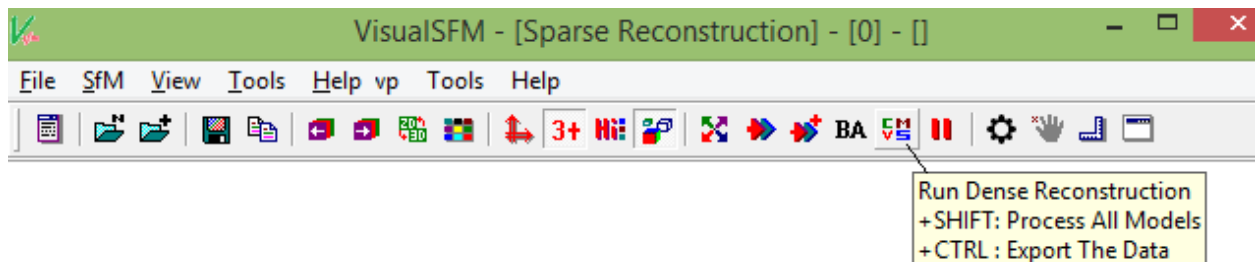 VisualSFM - [Sparse Reconstruction] - [0] - []
File SfM View Tools Help vp Tools Help
3+ BA
Run Dense Reconstruction
+SHIFT: Process All Models
+CTRL : Export The Data